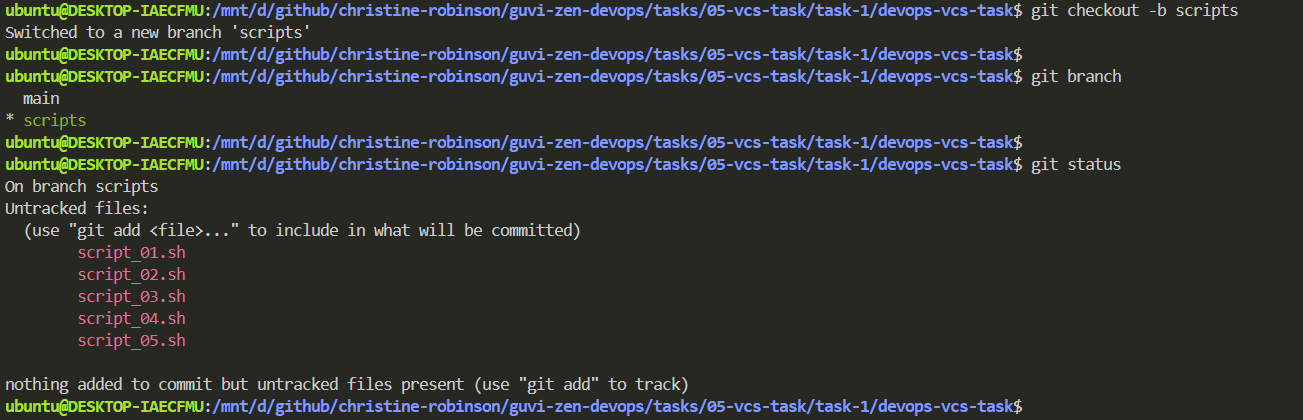 ubuntu@DESKTOP-IAECFMU:/mnt/d/github/christine-robinson/guvi-zen-devops/tasks/05-vcs-task/task-1/devops-vcs-task$ git checkout -b scripts
Switched to a new branch 'scripts'
ubuntu@DESKTOP-IAECFMU:/mnt/d/github/christine-robinson/guvi-zen-devops/tasks/05-vcs-task/task-1/devops-vcs-task$
ubuntu@DESKTOP-IAECFMU:/mnt/d/github/christine-robinson/guvi-zen-devops/tasks/05-vcs-task/task-1/devops-vcs-task$ git branch
  main
* scripts
ubuntu@DESKTOP-IAECFMU:/mnt/d/github/christine-robinson/guvi-zen-devops/tasks/05-vcs-task/task-1/devops-vcs-task$
ubuntu@DESKTOP-IAECFMU:/mnt/d/github/christine-robinson/guvi-zen-devops/tasks/05-vcs-task/task-1/devops-vcs-task$ git status
On branch scripts
Untracked files:
  (use "git add <file>..." to include in what will be committed)
        script_01.sh
        script_02.sh
        script_03.sh
        script_04.sh
        script_05.sh

nothing added to commit but untracked files present (use "git add" to track)
ubuntu@DESKTOP-IAECFMU:/mnt/d/github/christine-robinson/guvi-zen-devops/tasks/05-vcs-task/task-1/devops-vcs-task$